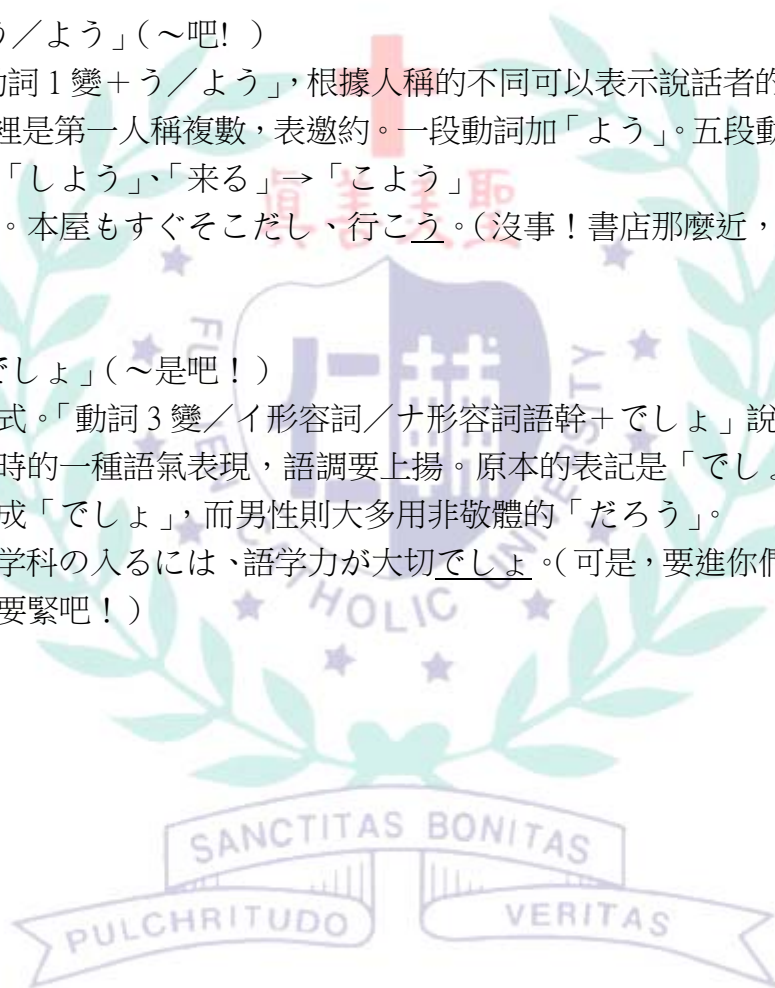 う／よう」(～吧! )
動詞 1 變＋う／よう」，根據人稱的不同可以表示說話者的
裡是第一人稱複數，表邀約。一段動詞加「よう」。五段動
「しよう」、「来る」→「こよう」
。本屋もすぐそこだし、行こう。(沒事！書店那麼近，
でしょ」(～是吧！)
式。「動詞 3 變／イ形容詞／ナ形容詞語幹＋でしょ」說
時的一種語氣表現，語調要上揚。原本的表記是「でしょ
成「でしょ」，而男性則大多用非敬體的「だろう」。
学科の入るには、語学力が大切でしょ。(可是，要進你們
要緊吧！)
眞善美聖
FU JEN CATHOLIC UNIVERSITY
SANCTITAS BONITAS
PULCHRITUDO VERITAS